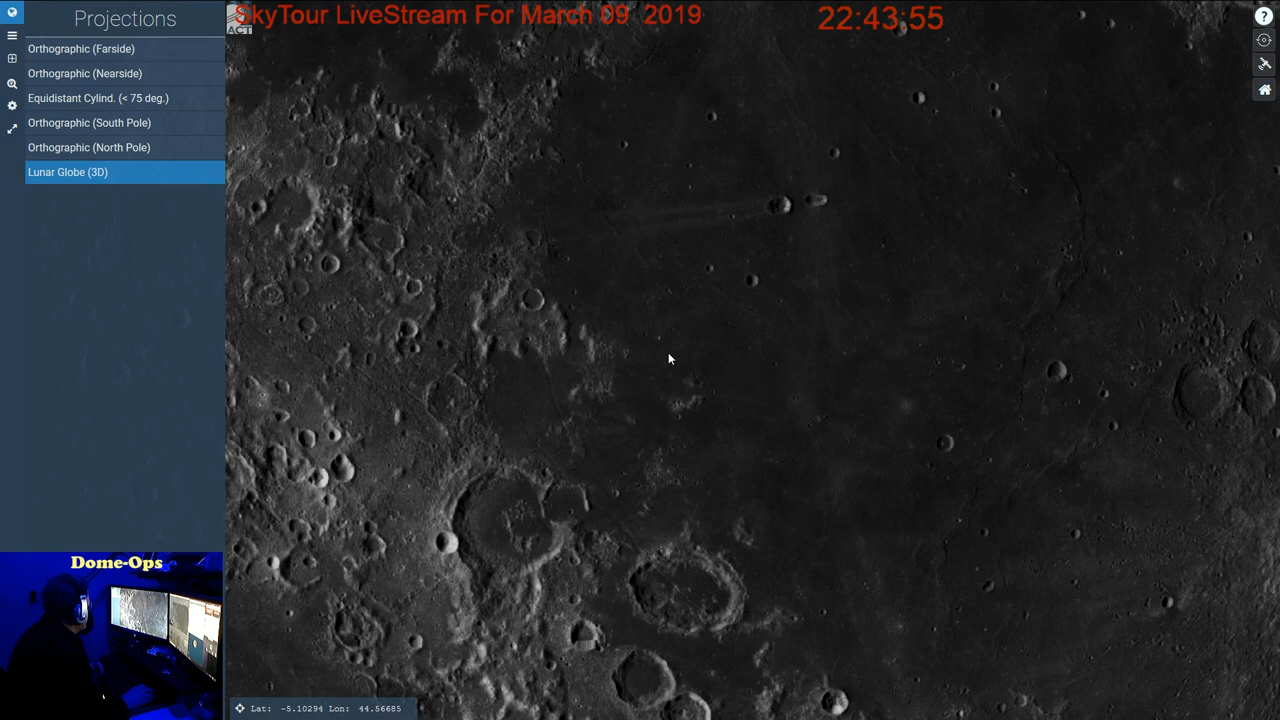 Projections
Orthographic (Farside)
Orthographic (Nearside)
Equidistant Cylind. (< 75 deg.)
Orthographic (South Pole)
Orthographic (North Pole)
Lunar Globe (3D)
SkyTour LiveStream For March 09 2019
22:43:55
ACT
?
Dome-Ops
Lat: -5.10294 Lon: 44.56685